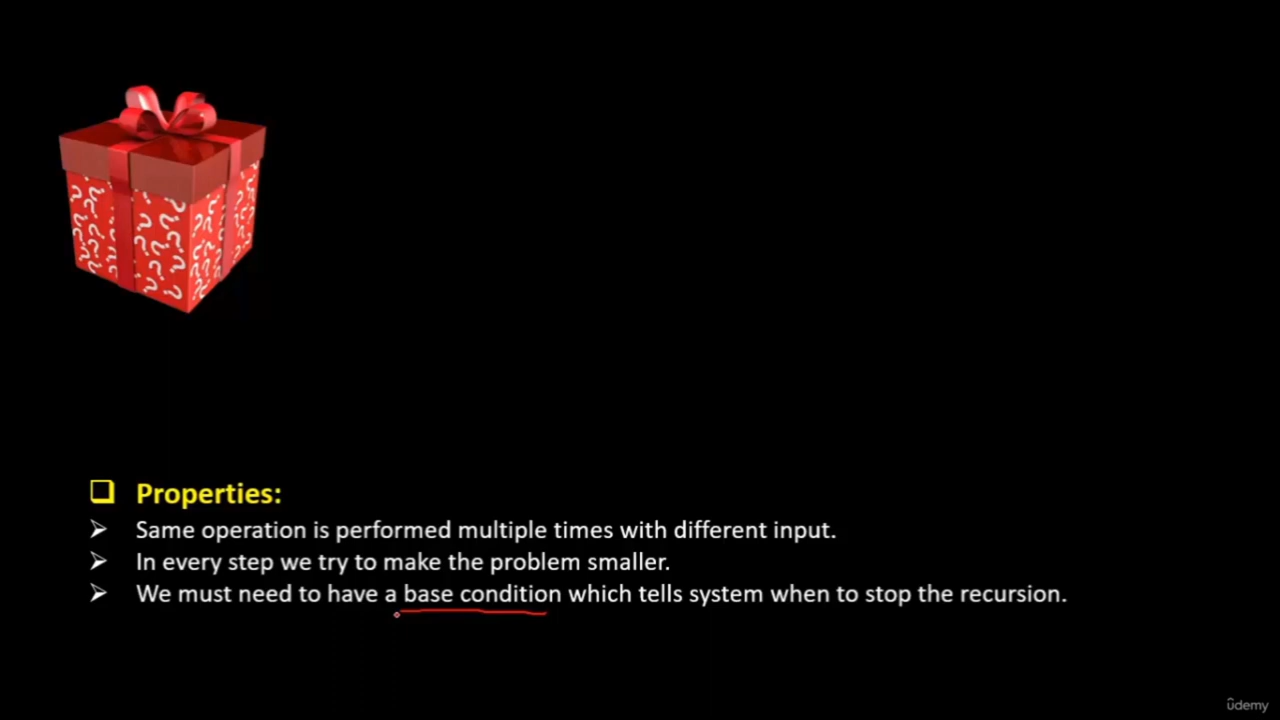 Properties:
Same operation is performed multiple times with different input.
In every step we try to make the problem smaller.
We must need to have a base condition which tells system when to stop the recursion.
ûdemy